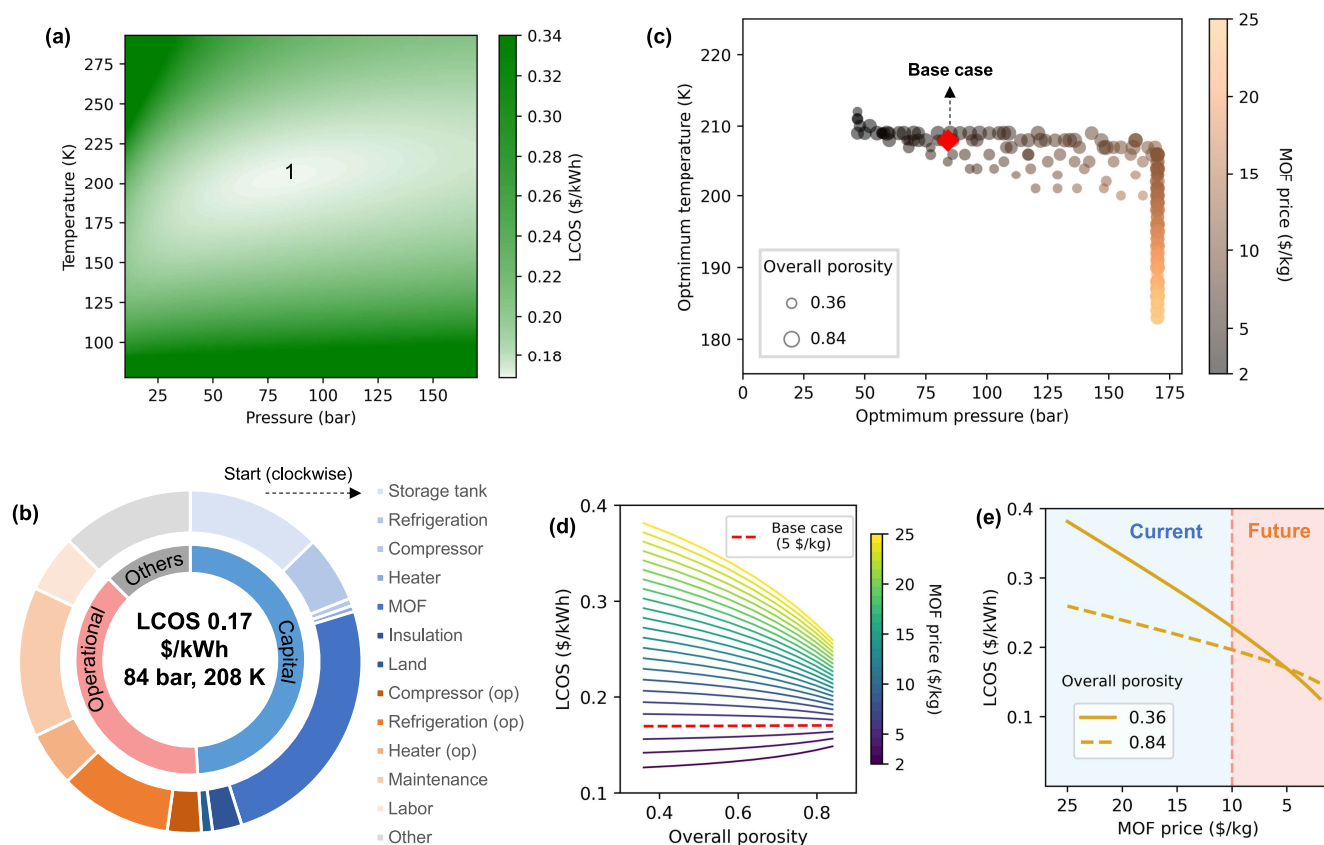 (a)
275
250
225
200
175
150
125
100
Temperature (K)
25
50
75
100
125
150
Pressure (bar)
1
0.34
0.32
0.30
0.28
0.26
0.24
0.22
0.20
0.18
LCOS ($/kWh)
(c)
220
210
200
190
180
Optmimum temperature (K)
0
25
50
75
100
125
150
175
Optmimum pressure (bar)
Base case
Overall porosity
0.36
0.84
25
20
15
10
5
2
MOF price ($/kg)
(b)
Start (clockwise)
Others
Operational
Capital
LCOS 0.17
$/kWh
84 bar, 208 K
Storage tank
Refrigeration
Compressor
Heater
MOF
Insulation
Land
Compressor (op)
Refrigeration (op)
Heater (op)
Maintenance
Labor
Other
(d)
0.4
0.3
0.2
0.1
LCOS ($/kWh)
0.4
0.6
0.8
Overall porosity
Base case
(5 $/kg)
25
20
15
10
5
2
MOF price ($/kg)
(e)
0.4
0.3
0.2
0.1
LCOS ($/kWh)
Current
Future
Overall porosity
0.36
0.84
25
20
15
10
5
MOF price ($/kg)